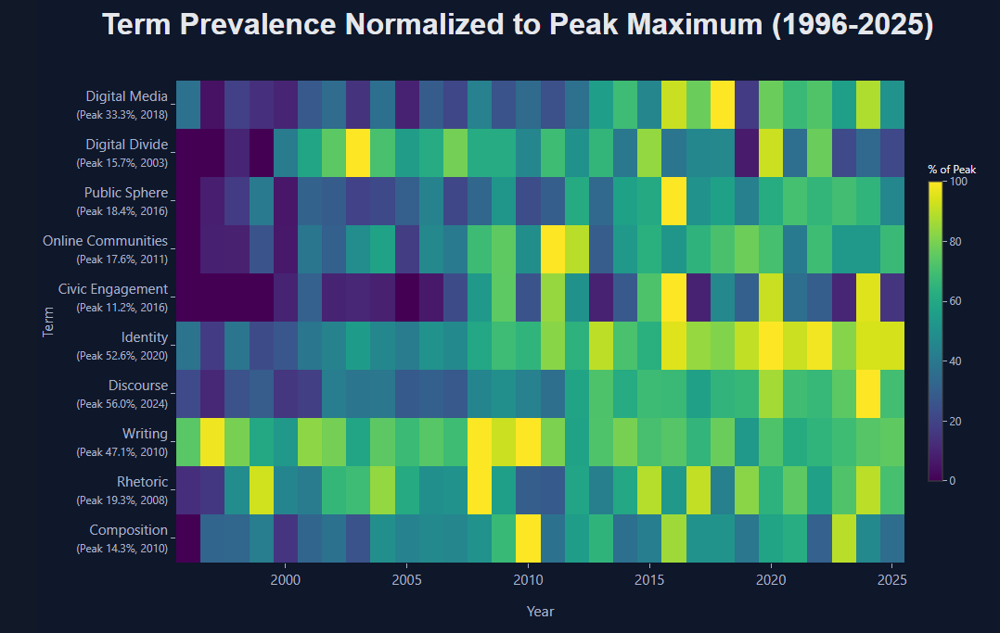 Term Prevalence Normalized to Peak Maximum (1996-2025)
Digital Media
(Peak 33.3%, 2018)
Digital Divide
(Peak 15.7%, 2003)
Public Sphere
(Peak 18.4%, 2016)
Online Communities
(Peak 17.6%, 2011)
Civic Engagement
(Peak 11.2%, 2016)
Identity
(Peak 52.6%, 2020)
Discourse
(Peak 56.0%, 2024)
Writing
(Peak 47.1%, 2010)
Rhetoric
(Peak 19.3%, 2008)
Composition
(Peak 14.3%, 2010)
Term
2000 2005 2010 2015 2020 2025
Year
% of Peak
100
80
60
40
20
0